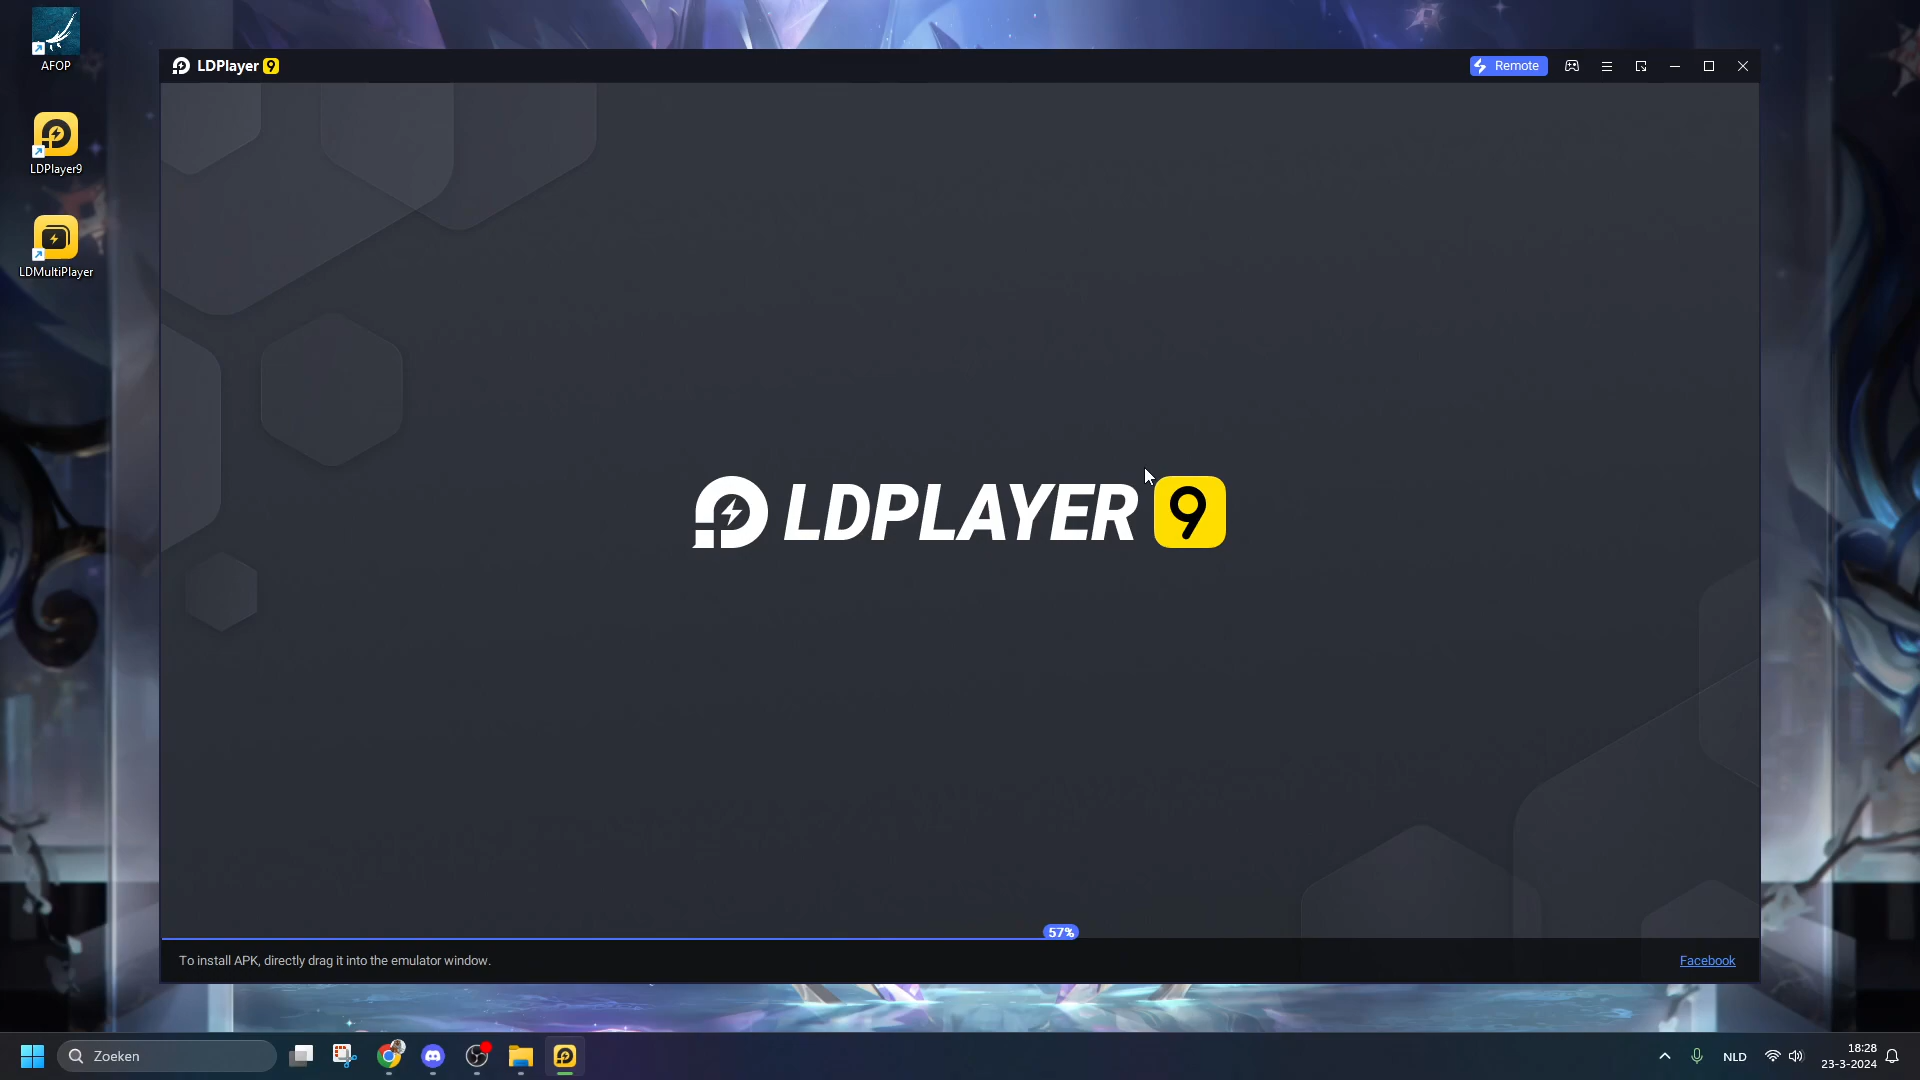 AFOP
LDPlayer 9
Remote
LDPlayer9
LDMultiPlayer
LDPLAYER 9
57%
To install APK, directly drag it into the emulator window.
Facebook
Zoeken
NLD
18:28
23-3-2024